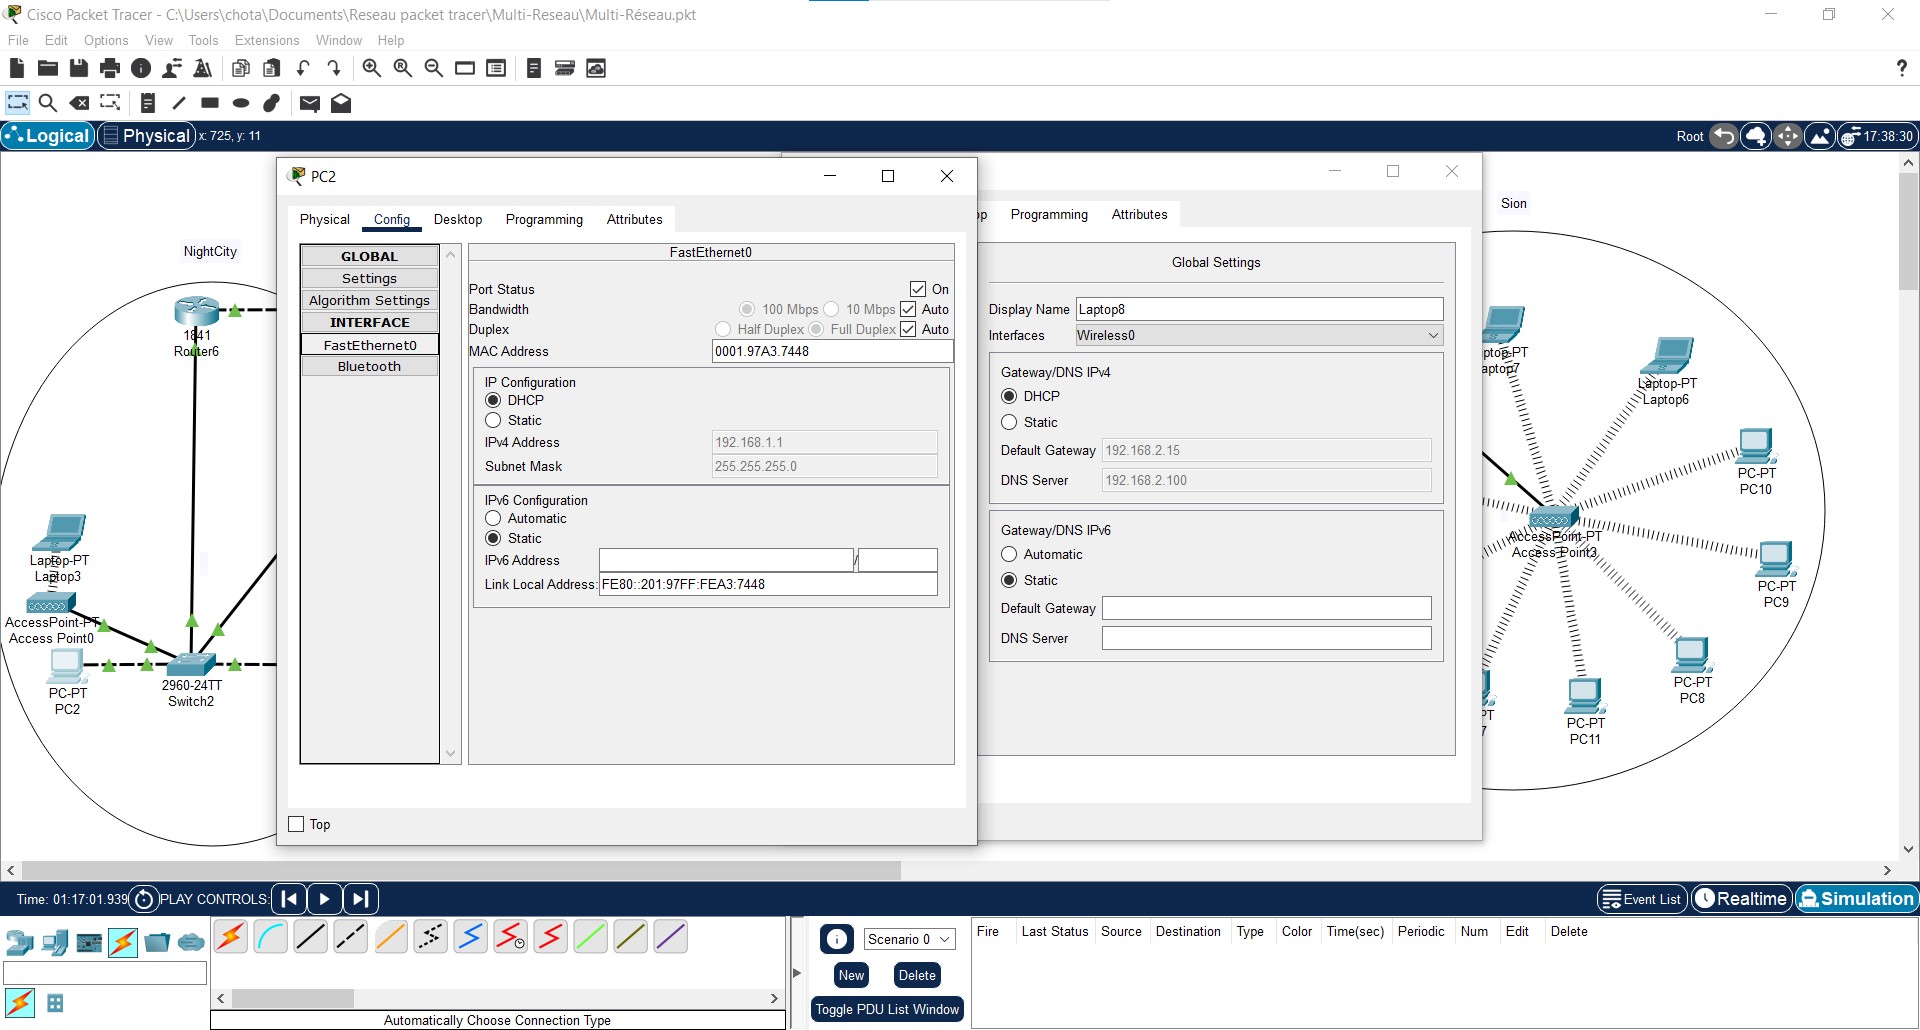 Cisco Packet Tracer - C:\Users\chota\Documents\Reseau packet tracer\Multi-Reseau\Multi-Réseau.pkt
File Edit Options View Tools Extensions Window Help
Logical Physical x: 725, y: 11 Root 17:38:30
NightCity
1841
Router6
Laptop-PT
Laptop3
AccessPoint-PT
Access Point0
PC-PT
PC2
2960-24TT
Switch2
PC2
Physical Config Desktop Programming Attributes
GLOBAL
Settings
Algorithm Settings
INTERFACE
FastEthernet0
Bluetooth
FastEthernet0
Port Status On
Bandwidth 100 Mbps 10 Mbps Auto
Duplex Half Duplex Full Duplex Auto
MAC Address 0001.97A3.7448
IP Configuration
DHCP
Static
IPv4 Address 192.168.1.1
Subnet Mask 255.255.255.0
IPv6 Configuration
Automatic
Static
IPv6 Address /
Link Local Address: FE80::201:97FF:FEA3:7448
Top
op Programming Attributes
Global Settings
Display Name Laptop8
Interfaces Wireless0
Gateway/DNS IPv4
DHCP
Static
Default Gateway 192.168.2.15
DNS Server 192.168.2.100
Gateway/DNS IPv6
Automatic
Static
Default Gateway
DNS Server
Sion
ptop-PT
aptop7
Laptop-PT
Laptop6
PC-PT
PC10
AccessPoint-PT
Access Point3
PC-PT
PC9
PC-PT
PC8
PC-PT
PC11
PT
7
Time: 01:17:01.939 PLAY CONTROLS: Event List Realtime Simulation
Scenario 0
New Delete
Toggle PDU List Window
Fire Last Status Source Destination Type Color Time(sec) Periodic Num Edit Delete
Automatically Choose Connection Type